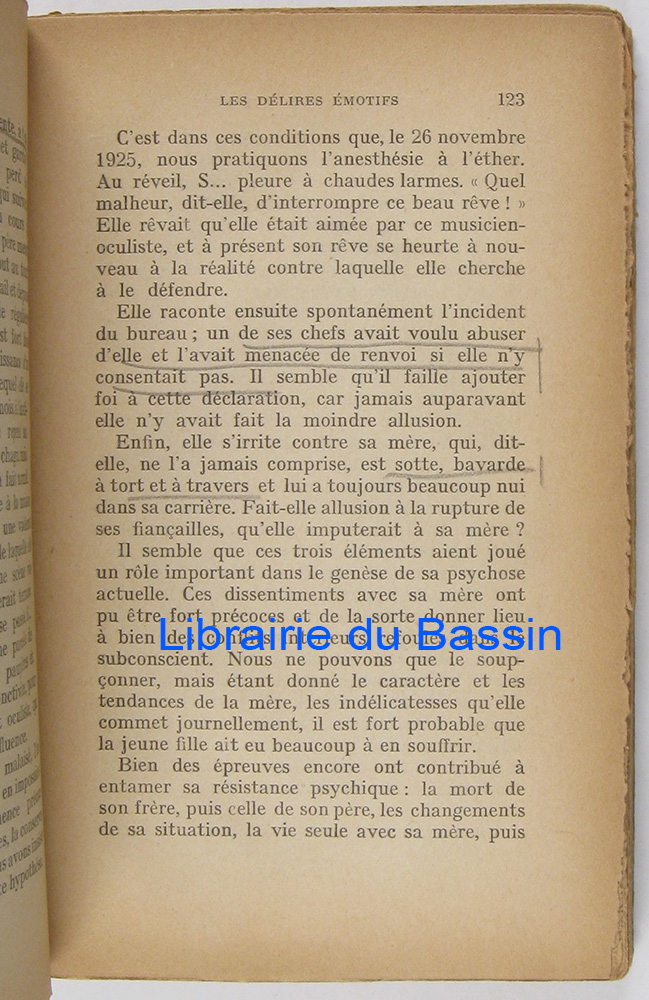 LES DÉLIRES ÉMOTIFS 123
C'est dans ces conditions que, le 26 novembre
1925, nous pratiquons l'anesthésie à l'éther.
Au réveil, S... pleure à chaudes larmes. « Quel
malheur, dit-elle, d'interrompre ce beau rêve ! »
Elle rêvait qu'elle était aimée par ce musicien-
oculiste, et à présent son rêve se heurte à nou-
veau à la réalité contre laquelle elle cherche
à le défendre.
Elle raconte ensuite spontanément l'incident
du bureau ; un de ses chefs avait voulu abuser
d'elle et l'avait menacée de renvoi si elle n'y
consentait pas. Il semble qu'il faille ajouter
foi à cette déclaration, car jamais auparavant
elle n'y avait fait la moindre allusion.
Enfin, elle s'irrite contre sa mère, qui, dit-
elle, ne l'a jamais comprise, est sotte, bavarde
à tort et à travers et lui a toujours beaucoup nui
dans sa carrière. Fait-elle allusion à la rupture de
ses fiançailles, qu'elle imputerait à sa mère ?
Il semble que ces trois éléments aient joué
un rôle important dans le genèse de sa psychose
actuelle. Ces dissentiments avec sa mère ont
pu être fort précoces et de la sorte donner lieu
à bien des conflits intérieurs refoulés dans le
Librairie du Bassin
subconscient. Nous ne pouvons que le soup-
çonner, mais étant donné le caractère et les
tendances de la mère, les indélicatesses qu'elle
commet journellement, il est fort probable que
la jeune fille ait eu beaucoup à en souffrir.
Bien des épreuves encore ont contribué à
entamer sa résistance psychique : la mort de
son frère, puis celle de son père, les changements
de sa situation, la vie seule avec sa mère, puis